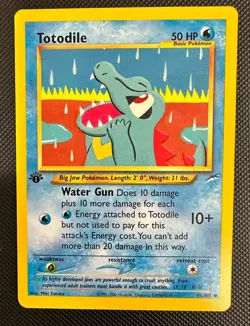 Totodile
50 HP
Basic Pokémon
Big Jaw Pokémon. Length: 2' 0", Weight: 21 lbs.
Water Gun Does 10 damage
plus 10 more damage for each
Energy attached to Totodile 10+
but not used to pay for this
attack's Energy cost. You can't add
more than 20 damage in this way.
weakness resistance retreat cost
Its highly developed jaws are powerful enough to crush anything. Even
experienced adult trainers must handle it with great caution.